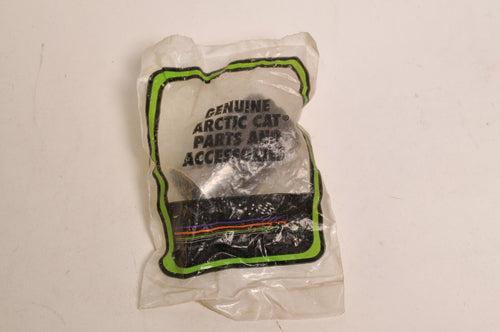 GENUINE
ARCTIC CAT®
PARTS AND
ACCESSORIES